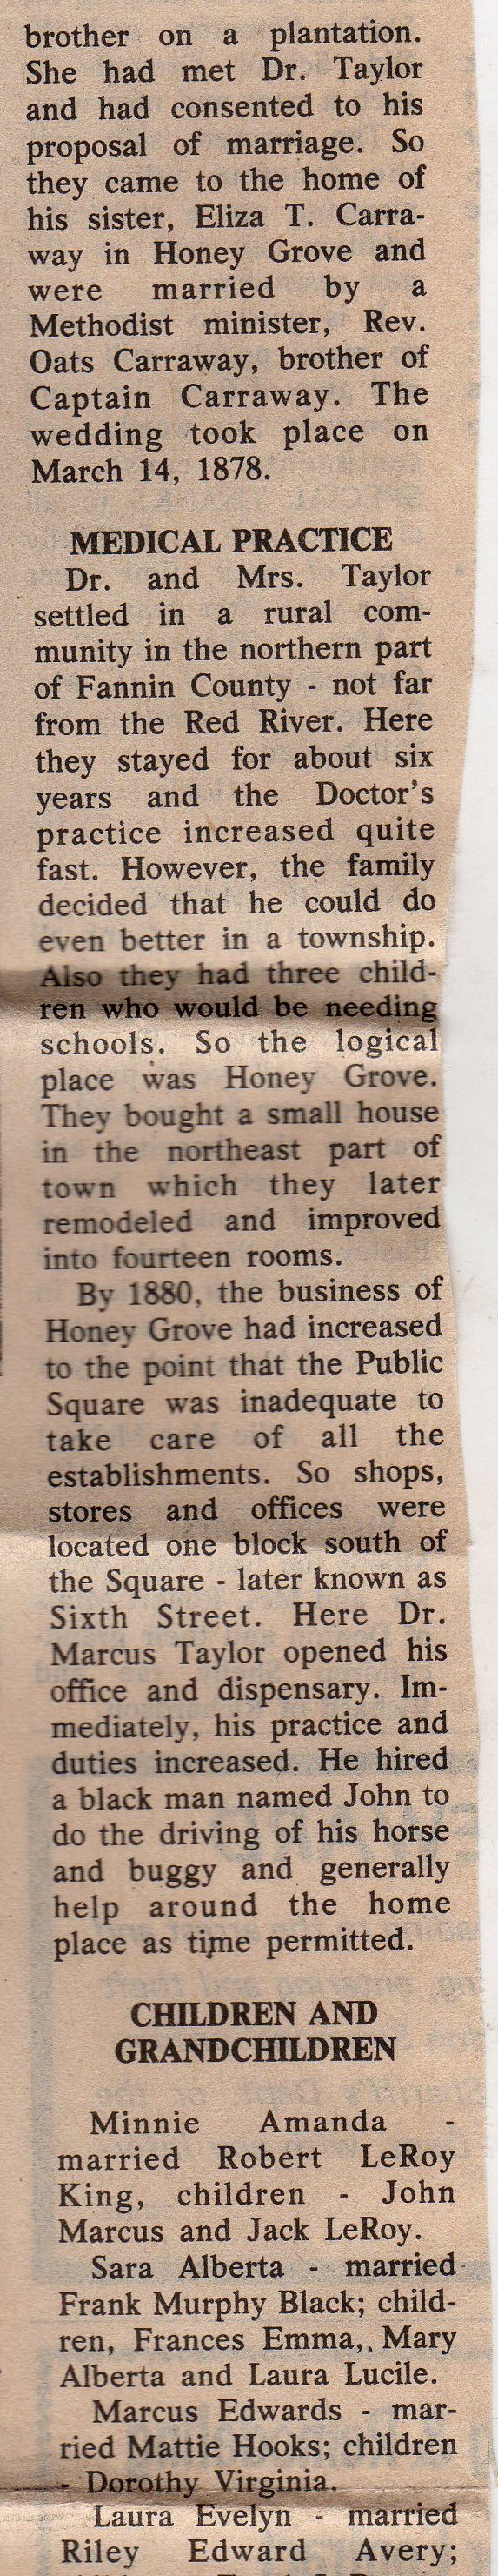 brother on a plantation.
She had met Dr. Taylor
and had consented to his
proposal of marriage. So
they came to the home of
his sister, Eliza T. Carra-
way in Honey Grove and
were married by a
Methodist minister, Rev.
Oats Carraway, brother of
Captain Carraway. The
wedding took place on
March 14, 1878.
MEDICAL PRACTICE
Dr. and Mrs. Taylor
settled in a rural com-
munity in the northern part
of Fannin County - not far
from the Red River. Here
they stayed for about six
years and the Doctor's
practice increased quite
fast. However, the family
decided that he could do
even better in a township.
Also they had three child-
ren who would be needing
schools. So the logical
place was Honey Grove.
They bought a small house
in the northeast part of
town which they later
remodeled and improved
into fourteen rooms.
By 1880, the business of
Honey Grove had increased
to the point that the Public
Square was inadequate to
take care of all the
establishments. So shops,
stores and offices were
located one block south of
the Square - later known as
Sixth Street. Here Dr.
Marcus Taylor opened his
office and dispensary. Im-
mediately, his practice and
duties increased. He hired
a black man named John to
do the driving of his horse
and buggy and generally
help around the home
place as time permitted.
CHILDREN AND
GRANDCHILDREN
Minnie Amanda -
married Robert LeRoy
King, children - John
Marcus and Jack LeRoy.
Sara Alberta - married
Frank Murphy Black; child-
ren, Frances Emma,. Mary
Alberta and Laura Lucile.
Marcus Edwards - mar-
ried Mattie Hooks; children
- Dorothy Virginia.
Laura Evelyn - married
Riley Edward Avery;